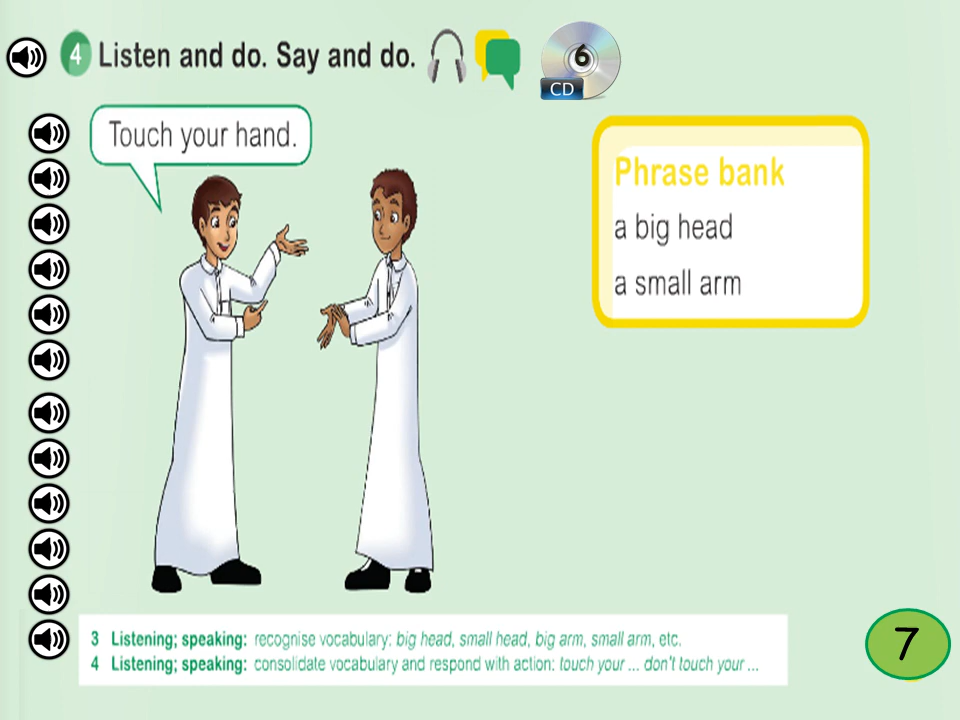 4 Listen and do. Say and do.
6
CD
Touch your hand.
Phrase bank
a big head
a small arm
3 Listening; speaking: recognise vocabulary: big head, small head, big arm, small arm, etc.
4 Listening; speaking: consolidate vocabulary and respond with action: touch your ... don't touch your ...
7